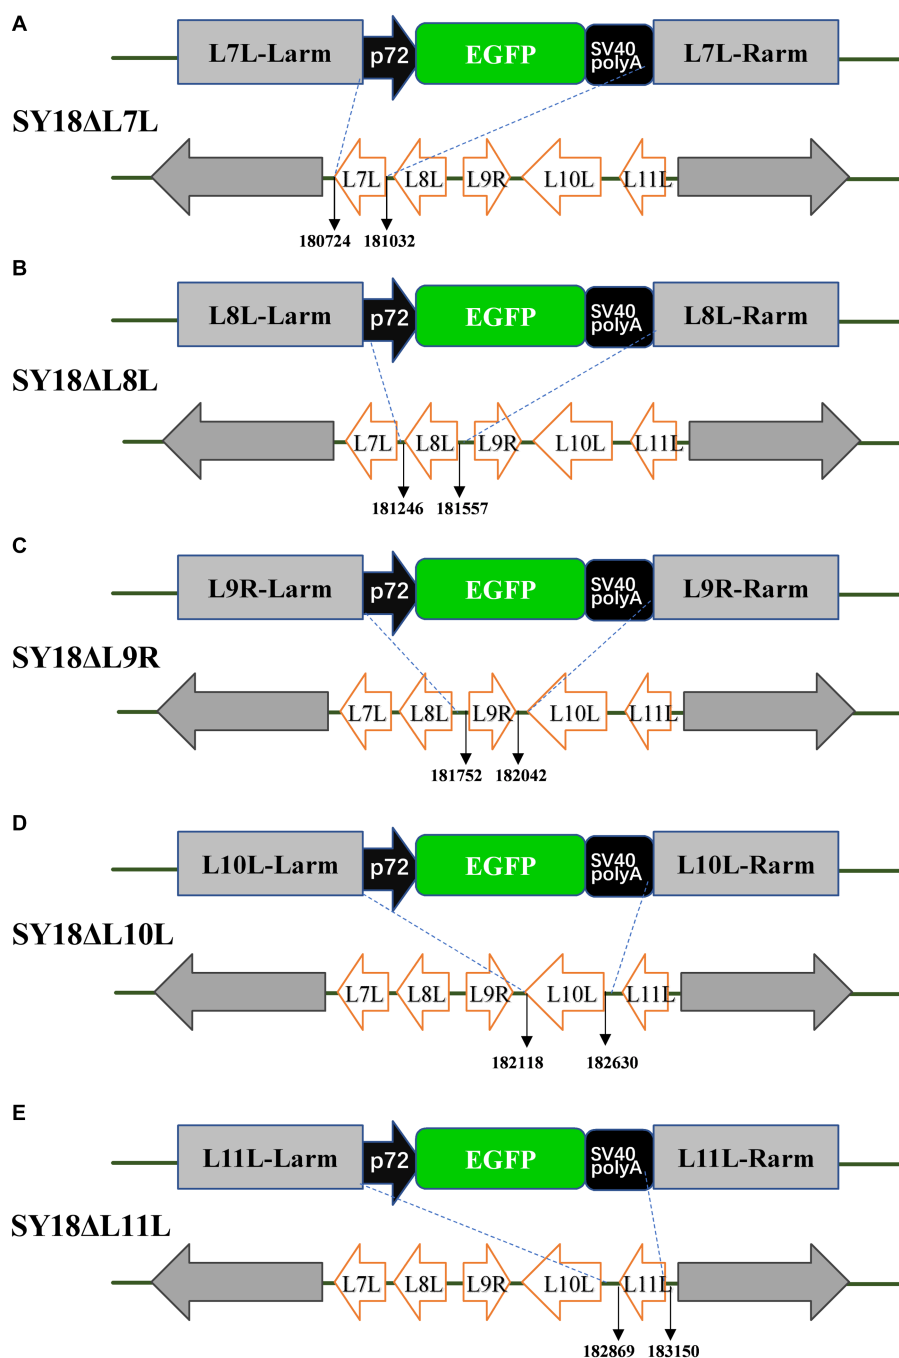 A
L7L-Larm p72 EGFP SV40 polyA L7L-Rarm
SY18ΔL7L
L7L L8L L9R L10L L11L
180724 181032
B
L8L-Larm p72 EGFP SV40 polyA L8L-Rarm
SY18ΔL8L
L7L L8L L9R L10L L11L
181246 181557
C
L9R-Larm p72 EGFP SV40 polyA L9R-Rarm
SY18ΔL9R
L7L L8L L9R L10L L11L
181752 182042
D
L10L-Larm p72 EGFP SV40 polyA L10L-Rarm
SY18ΔL10L
L7L L8L L9R L10L L11L
182118 182630
E
L11L-Larm p72 EGFP SV40 polyA L11L-Rarm
SY18ΔL11L
L7L L8L L9R L10L L11L
182869 183150